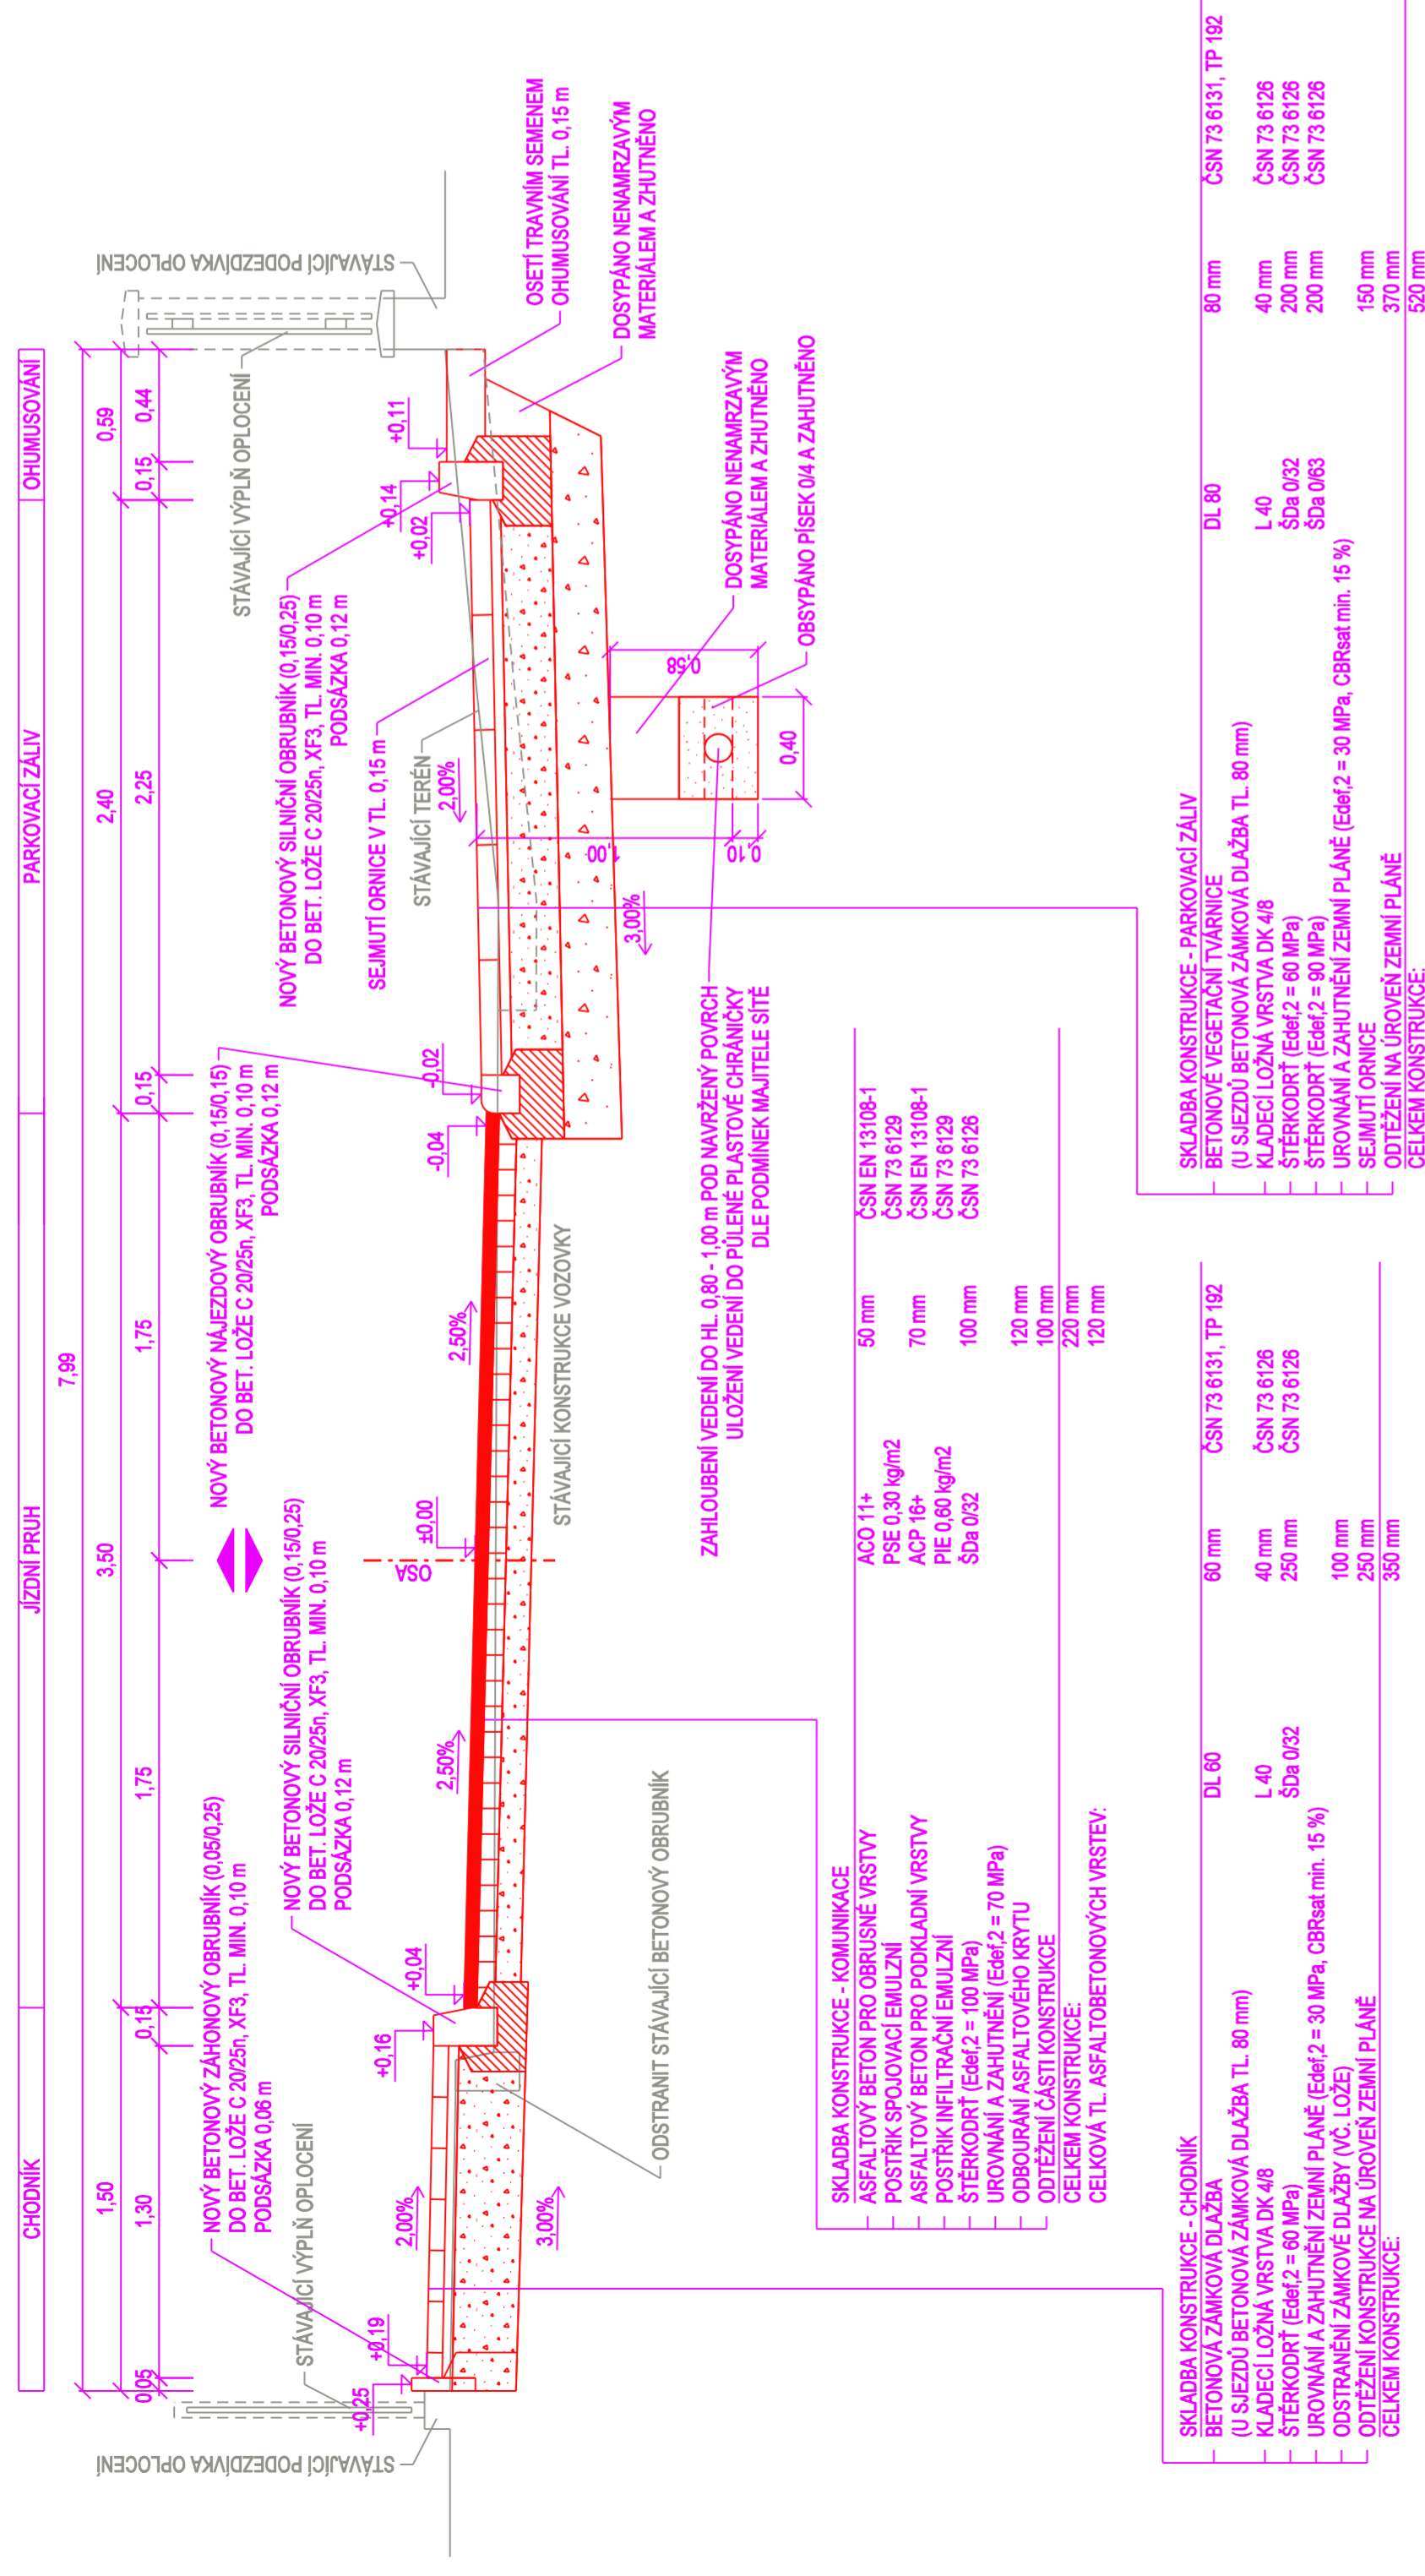 CHODNÍK
JÍZDNÍ PRUH
PARKOVACÍ ZÁLIV
OHUMUSOVÁNÍ
7,99
1,50
3,50
2,40
0,59
0,05
1,30
0,15
1,75
1,75
0,15
2,25
0,15
0,44
STÁVAJÍCÍ PODEZDÍVKA OPLOCENÍ
STÁVAJÍCÍ VÝPLŇ OPLOCENÍ
NOVÝ BETONOVÝ ZÁHONOVÝ OBRUBNÍK (0,05/0,25)
DO BET. LOŽE C 20/25n, XF3, TL. MIN. 0,10 m
PODSÁZKA 0,06 m
NOVÝ BETONOVÝ SILNIČNÍ OBRUBNÍK (0,15/0,25)
DO BET. LOŽE C 20/25n, XF3, TL. MIN. 0,10 m
PODSÁZKA 0,12 m
NOVÝ BETONOVÝ NÁJEZDOVÝ OBRUBNÍK (0,15/0,15)
DO BET. LOŽE C 20/25n, XF3, TL. MIN. 0,10 m
PODSÁZKA 0,12 m
NOVÝ BETONOVÝ SILNIČNÍ OBRUBNÍK (0,15/0,25)
DO BET. LOŽE C 20/25n, XF3, TL. MIN. 0,10 m
PODSÁZKA 0,12 m
SEJMUTÍ ORNICE V TL. 0,15 m
STÁVAJÍCÍ TERÉN
STÁVAJÍCÍ VÝPLŇ OPLOCENÍ
STÁVAJÍCÍ PODEZDÍVKA OPLOCENÍ
OSETÍ TRAVNÍM SEMENEM
OHUMUSOVÁNÍ TL. 0,15 m
DOSYPÁNO NENAMRZAVÝM
MATERIÁLEM A ZHUTNĚNO
+0,25
+0,19
2,00%
3,00%
+0,16
+0,04
2,50%
OSA
±0,00
2,50%
-0,04
-0,02
2,00%
3,00%
+0,02
+0,14
+0,11
ODSTRANIT STÁVAJÍCÍ BETONOVÝ OBRUBNÍK
STÁVAJÍCÍ KONSTRUKCE VOZOVKY
1,00
0,10
0,58
0,40
DOSYPÁNO NENAMRZAVÝM
MATERIÁLEM A ZHUTNĚNO
OBSYPÁNO PÍSEK 0/4 A ZAHUTNĚNO
ZAHLOUBENÍ VEDENÍ DO HL. 0,80 - 1,00 m POD NAVRŽENÝ POVRCH
ULOŽENÍ VEDENÍ DO PŮLENÉ PLASTOVÉ CHRÁNIČKY
DLE PODMÍNEK MAJITELE SÍTĚ
SKLADBA KONSTRUKCE - KOMUNIKACE
ASFALTOVÝ BETON PRO OBRUSNÉ VRSTVY ACO 11+ 50 mm ČSN EN 13108-1
POSTŘIK SPOJOVACÍ EMULZNÍ PSE 0,30 kg/m2 ČSN 73 6129
ASFALTOVÝ BETON PRO PODKLADNÍ VRSTVY ACP 16+ 70 mm ČSN EN 13108-1
POSTŘIK INFILTRAČNÍ EMULZNÍ PIE 0,60 kg/m2 ČSN 73 6129
ŠTĚRKODRŤ (Edef,2 = 100 MPa) ŠDa 0/32 100 mm ČSN 73 6126
UROVNÁNÍ A ZAHUTNĚNÍ (Edef,2 = 70 MPa)
ODBOURÁNÍ ASFALTOVÉHO KRYTU 120 mm
ODTĚŽENÍ ČÁSTI KONSTRUKCE 100 mm
CELKEM KONSTRUKCE: 220 mm
CELKOVÁ TL. ASFALTOBETONOVÝCH VRSTEV: 120 mm
SKLADBA KONSTRUKCE - CHODNÍK
BETONOVÁ ZÁMKOVÁ DLAŽBA DL 60 60 mm ČSN 73 6131, TP 192
(U SJEZDŮ BETONOVÁ ZÁMKOVÁ DLAŽBA TL. 80 mm)
KLADECÍ LOŽNÁ VRSTVA DK 4/8 L 40 40 mm ČSN 73 6126
ŠTĚRKODRŤ (Edef,2 = 60 MPa) ŠDa 0/32 250 mm ČSN 73 6126
UROVNÁNÍ A ZAHUTNĚNÍ ZEMNÍ PLÁNĚ (Edef,2 = 30 MPa, CBRsat min. 15 %)
ODSTRANĚNÍ ZÁMKOVÉ DLAŽBY (VČ. LOŽE) 100 mm
ODTĚŽENÍ KONSTRUKCE NA ÚROVEŇ ZEMNÍ PLÁNĚ 250 mm
CELKEM KONSTRUKCE: 350 mm
SKLADBA KONSTRUKCE - PARKOVACÍ ZÁLIV
BETONOVÉ VEGETAČNÍ TVÁRNICE DL 80 80 mm ČSN 73 6131, TP 192
(U SJEZDŮ BETONOVÁ ZÁMKOVÁ DLAŽBA TL. 80 mm)
KLADECÍ LOŽNÁ VRSTVA DK 4/8 L 40 40 mm ČSN 73 6126
ŠTĚRKODRŤ (Edef,2 = 60 MPa) ŠDa 0/32 200 mm ČSN 73 6126
ŠTĚRKODRŤ (Edef,2 = 90 MPa) ŠDa 0/63 200 mm ČSN 73 6126
UROVNÁNÍ A ZAHUTNĚNÍ ZEMNÍ PLÁNĚ (Edef,2 = 30 MPa, CBRsat min. 15 %)
SEJMUTÍ ORNICE 150 mm
ODTĚŽENÍ NA ÚROVEŇ ZEMNÍ PLÁNĚ 370 mm
CELKEM KONSTRUKCE: 520 mm